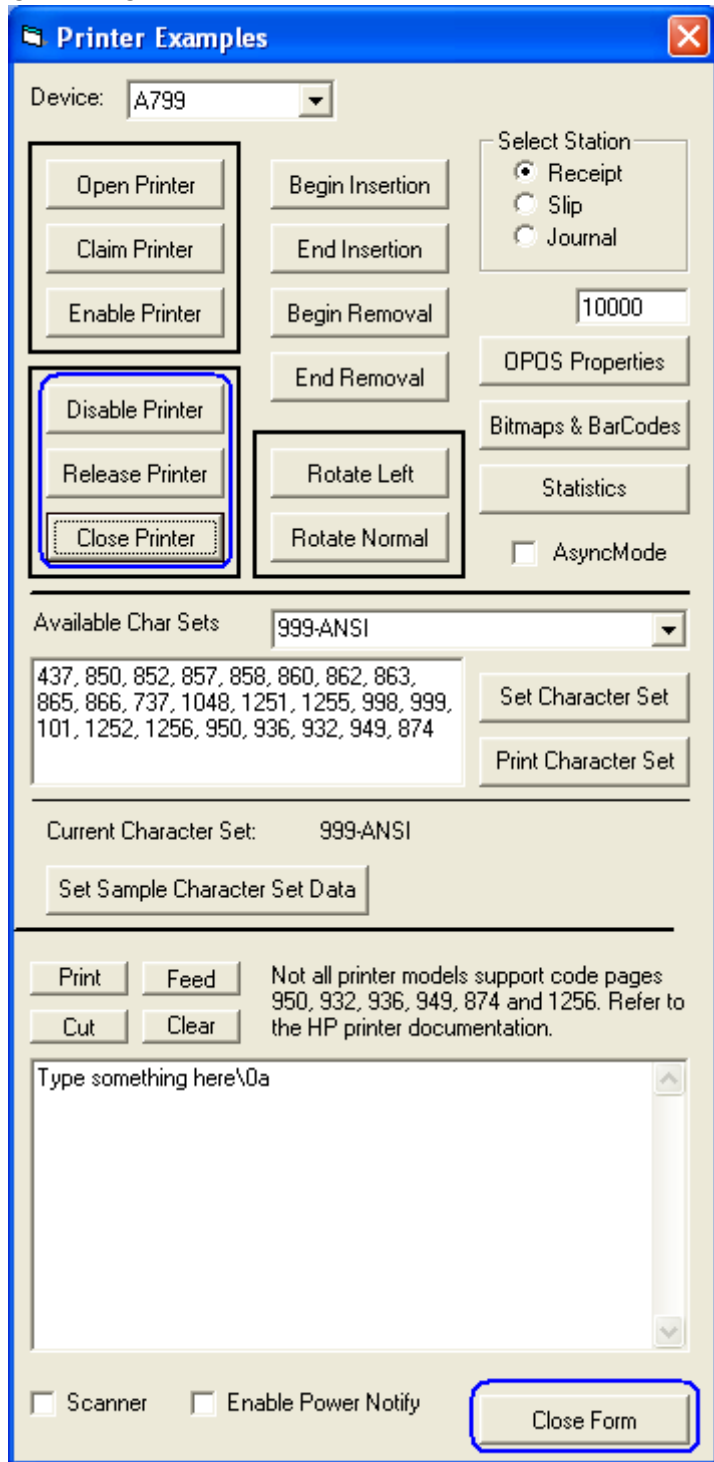 Printer Examples
Device: A799
Select Station
Receipt
Slip
Journal
Open Printer
Claim Printer
Enable Printer
Begin Insertion
End Insertion
Begin Removal
End Removal
10000
OPOS Properties
Bitmaps & BarCodes
Statistics
AsyncMode
Disable Printer
Release Printer
Close Printer
Rotate Left
Rotate Normal
Available Char Sets
999-ANSI
437, 850, 852, 857, 858, 860, 862, 863,
865, 866, 737, 1048, 1251, 1255, 998, 999,
101, 1252, 1256, 950, 936, 932, 949, 874
Set Character Set
Print Character Set
Current Character Set: 999-ANSI
Set Sample Character Set Data
Print
Feed
Cut
Clear
Not all printer models support code pages
950, 932, 936, 949, 874 and 1256. Refer to
the HP printer documentation.
Type something here\0a
Scanner
Enable Power Notify
Close Form